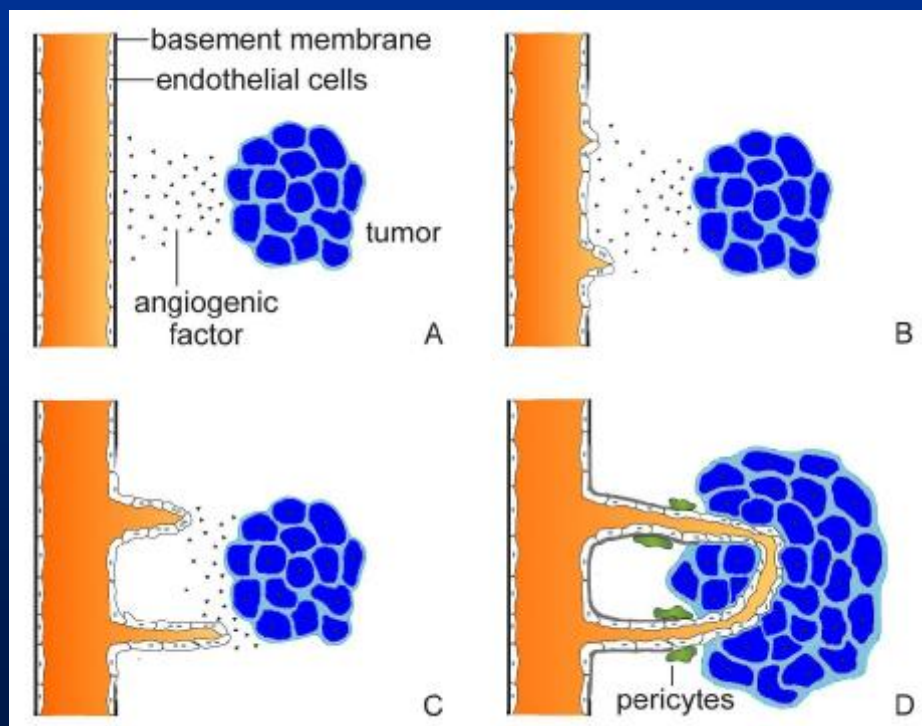 basement membrane
endothelial cells
tumor
angiogenic
factor
A
B
C
pericytes
D